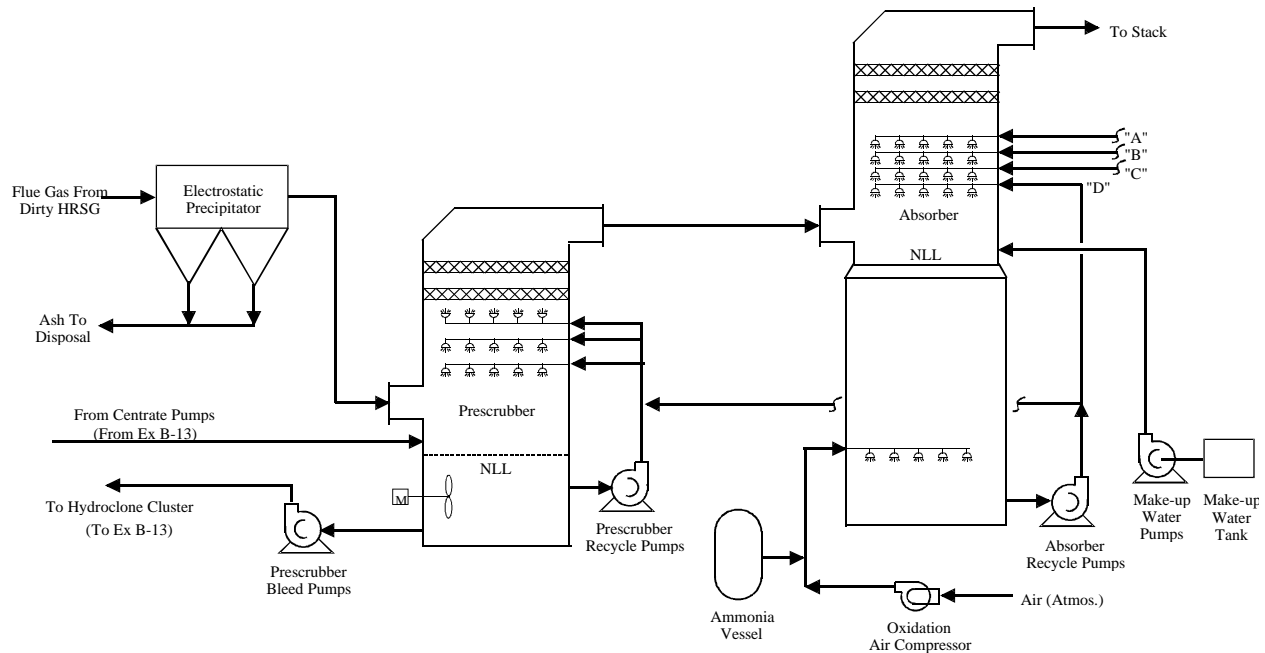 To Stack
"A"
"B"
"C"
"D"
Electrostatic
Precipitator
Flue Gas From
Dirty HRSG
Absorber
NLL
Ash To
Disposal
Prescrubber
From Centrate Pumps
(From Ex B-13)
NLL
M
To Hydroclone Cluster
(To Ex B-13)
Prescrubber
Recycle Pumps
Prescrubber
Bleed Pumps
Make-up
Water
Pumps
Make-up
Water
Tank
Absorber
Recycle Pumps
Ammonia
Vessel
Air (Atmos.)
Oxidation
Air Compressor